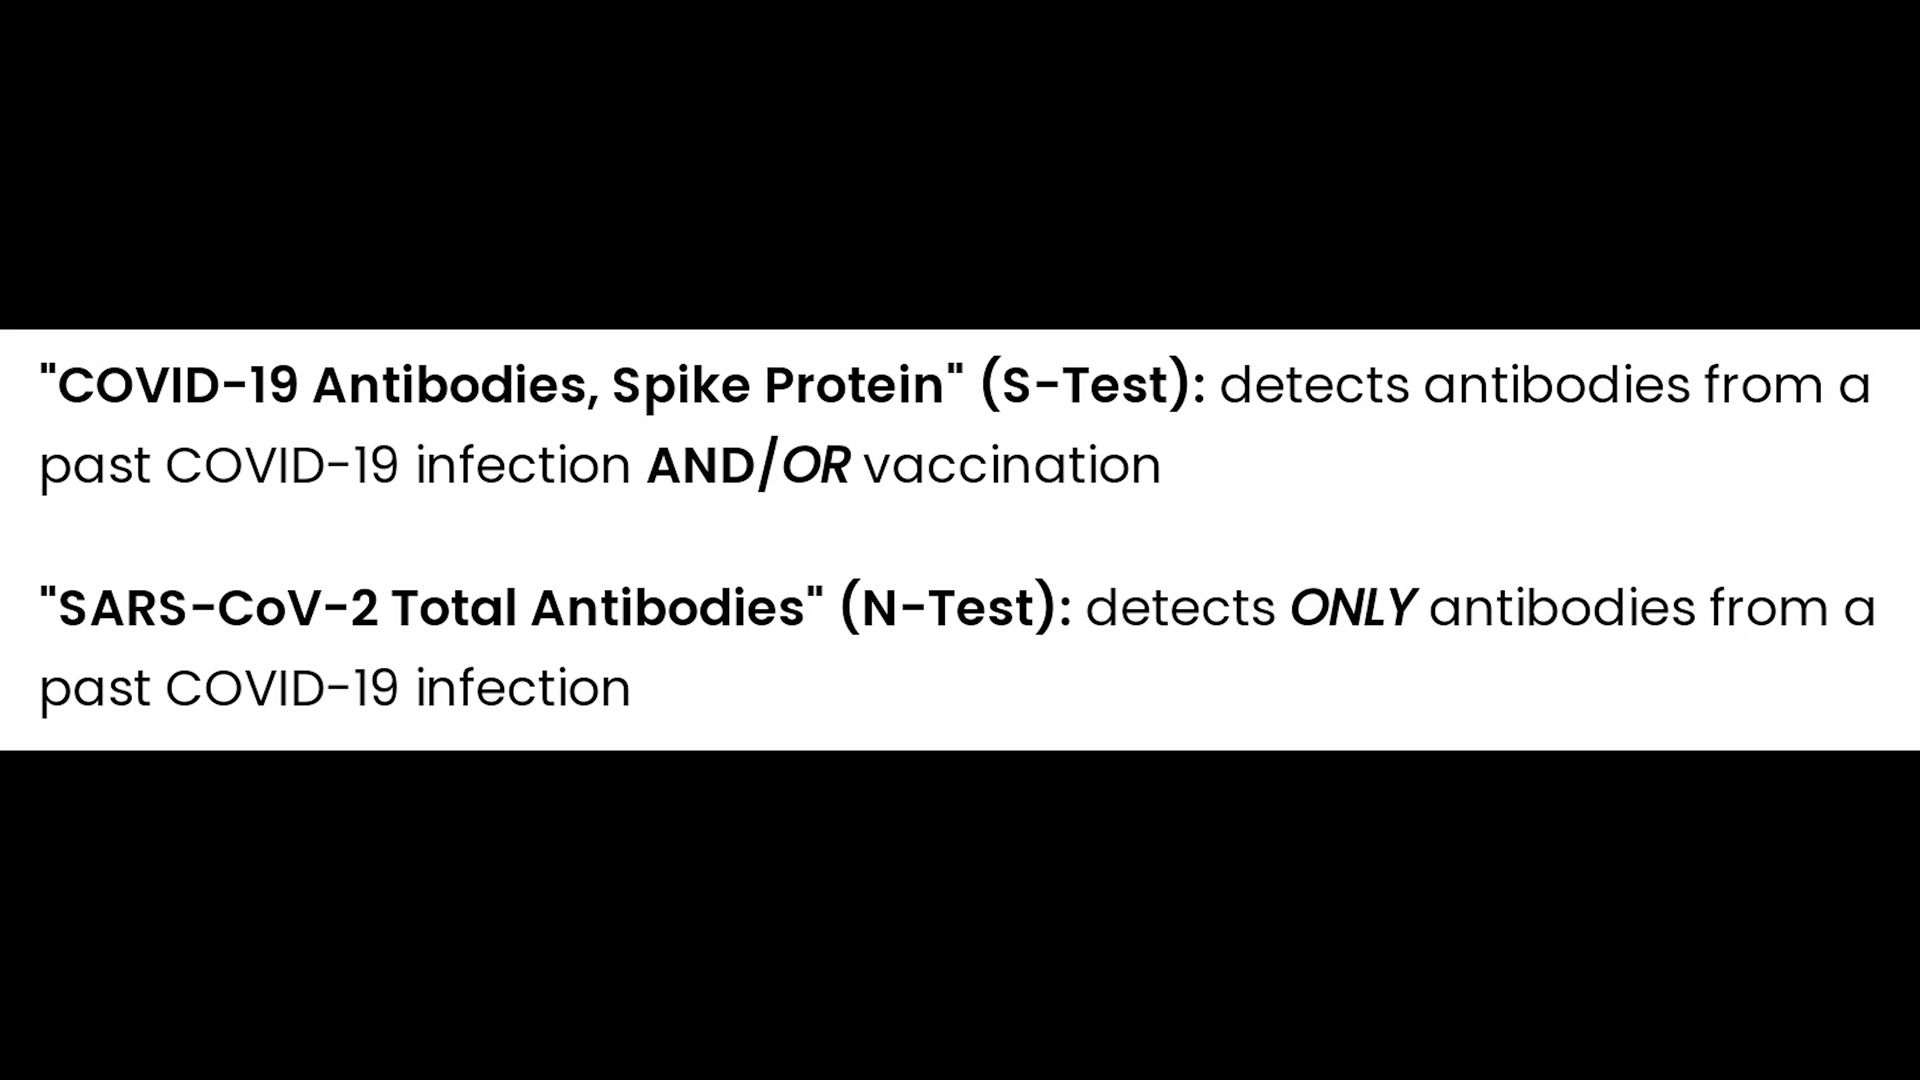 "COVID-19 Antibodies, Spike Protein" (S-Test): detects antibodies from a
past COVID-19 infection AND/OR vaccination
"SARS-CoV-2 Total Antibodies" (N-Test): detects ONLY antibodies from a
past COVID-19 infection